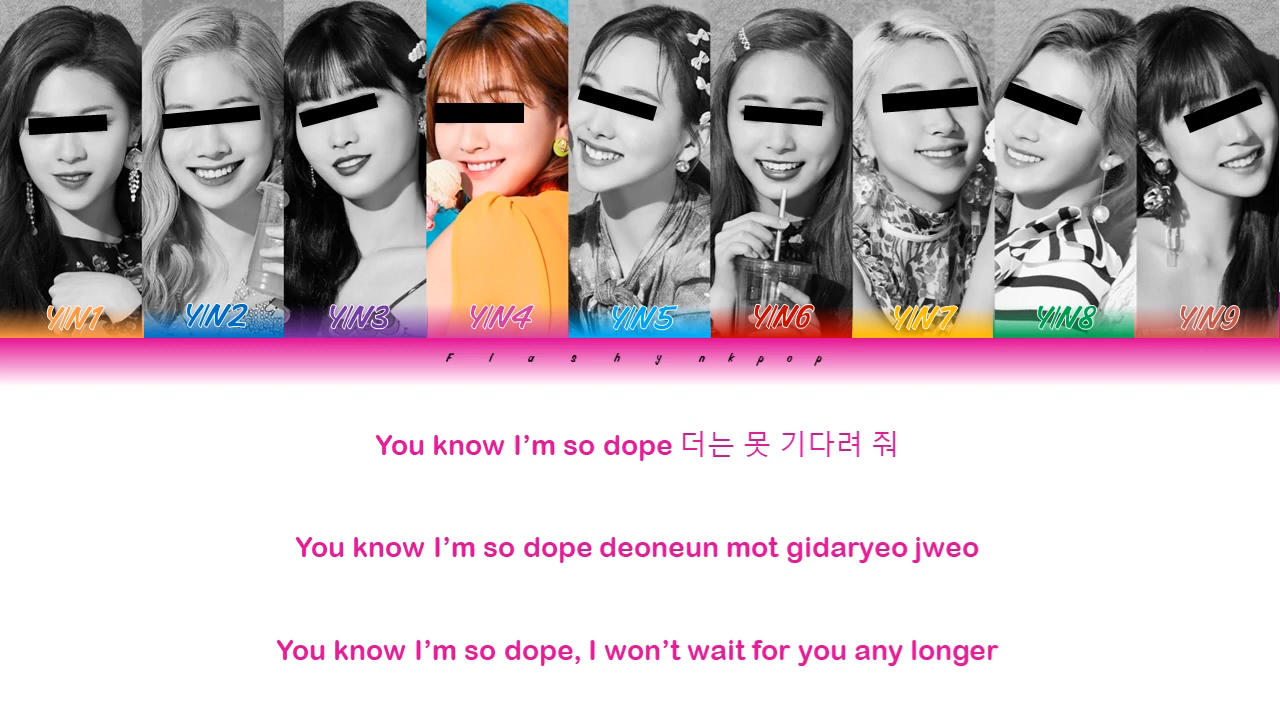 YIN1 YIN2 YIN3 YIN4 YIN5 YIN6 YIN7 YIN8 YIN9
Flashynkpop
You know I'm so dope 더는 못 기다려 줘
You know I'm so dope deoneun mot gidaryeo jweo
You know I'm so dope, I won't wait for you any longer